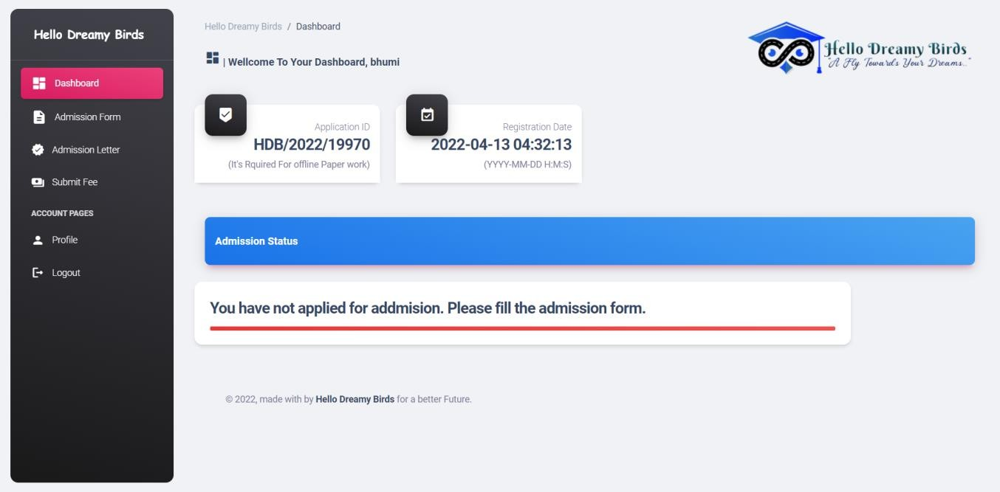 Hello Dreamy Birds
Dashboard
Admission Form
Admission Letter
Submit Fee
ACCOUNT PAGES
Profile
Logout
Hello Dreamy Birds / Dashboard
| Wellcome To Your Dashboard, bhumi
Hello Dreamy Birds
"A Fly Towards Your Dreams.."
Application ID
HDB/2022/19970
(It's Rquired For offline Paper work)
Registration Date
2022-04-13 04:32:13
(YYYY-MM-DD H:M:S)
Admission Status
You have not applied for addmision. Please fill the admission form.
© 2022, made with by Hello Dreamy Birds for a better Future.